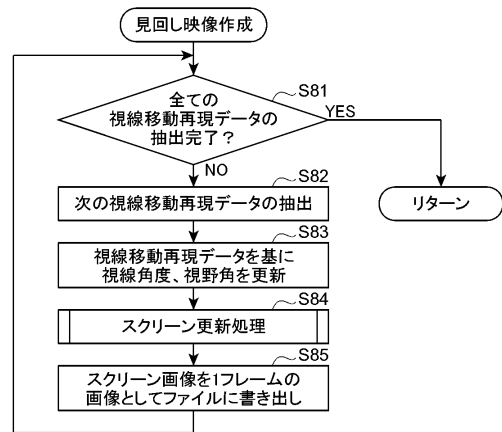 見回し映像作成
S81
全ての
視線移動再現データの
抽出完了？
YES
NO
S82
次の視線移動再現データの抽出
リターン
S83
視線移動再現データを基に
視線角度、視野角を更新
S84
スクリーン更新処理
S85
スクリーン画像を1フレームの
画像としてファイルに書き出し